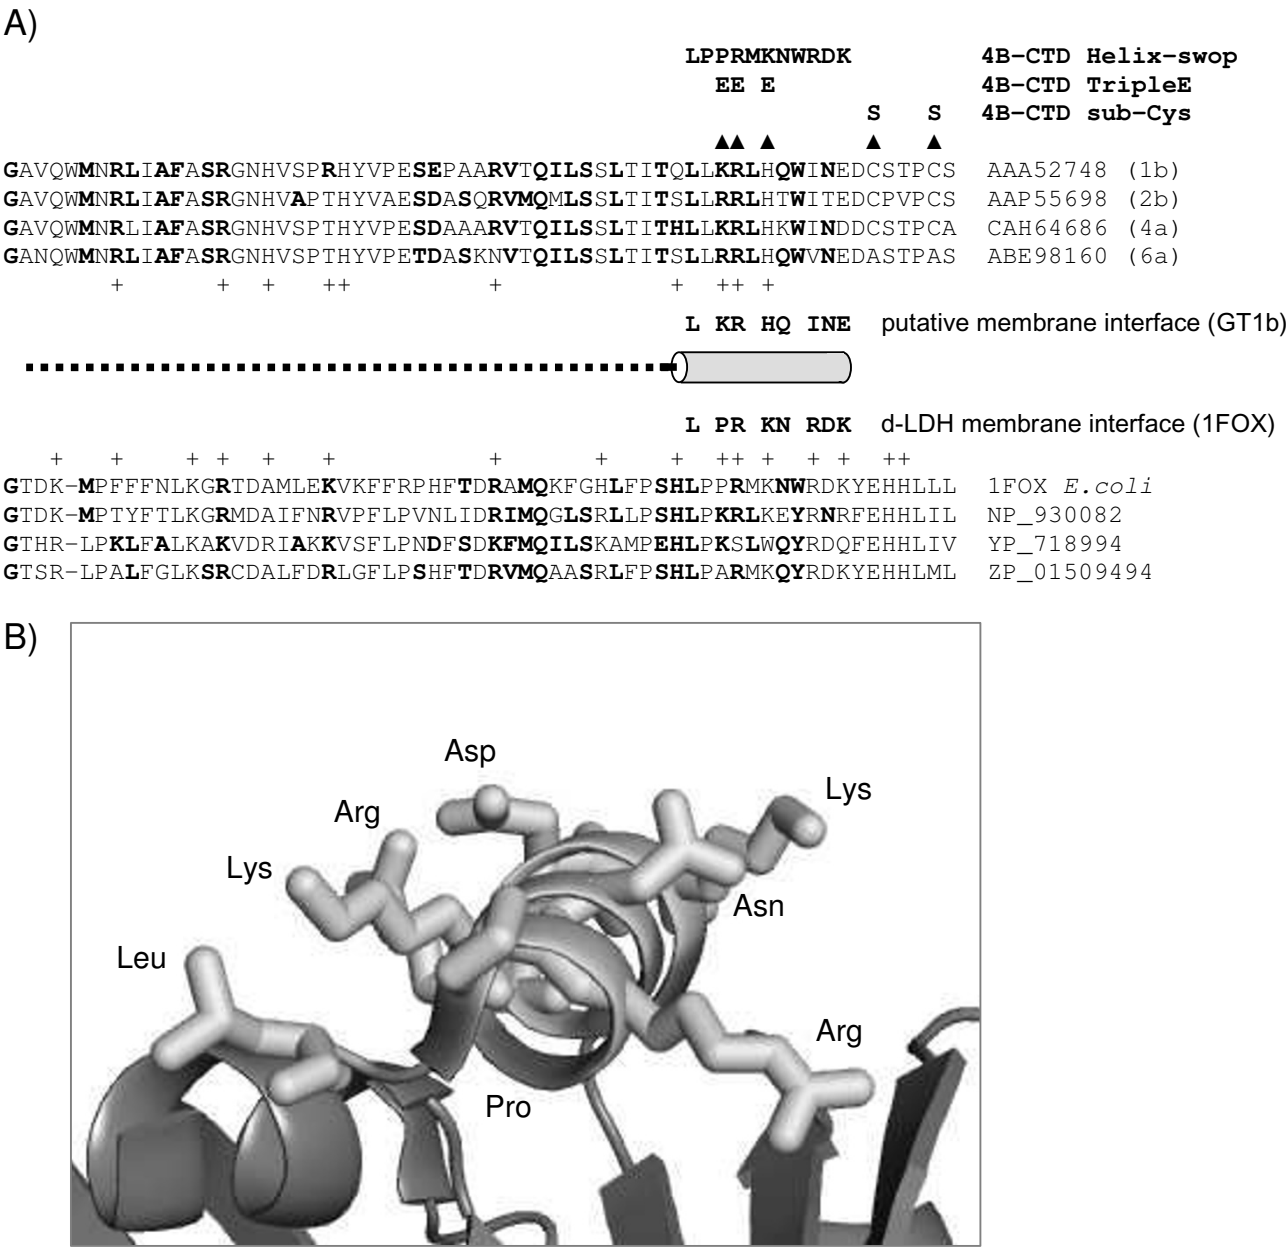 A)
LPPRMKNWRDK 4B-CTD Helix-swop
EE E 4B-CTD TripleE
S S 4B-CTD sub-Cys
▲▲ ▲ ▲ ▲
GAVQWMNRLIAFASRGNHVSPRHYVPESEPAARVTQILSSLTITQLLKRLHQWINEDCSTPCS AAA52748 (1b)
GAVQWMNRLIAFASRGNHVAPTHYVAESDASQRVMQMLSSLTITSLLRRLHTWITEDCPVPCS AAP55698 (2b)
GAVQWMNRLIAFASRGNHVSPTHYVPESDAAARVTQILSSLTITHLLKRLHKWINDDCSTPCA CAH64686 (4a)
GANQWMNRLIAFASRGNHVSPTHYVPETDASKNVTQILSSLTITSLLRRLHQWVNEDASTPAS ABE98160 (6a)
+ + + ++ + + ++ +
L KR HQ INE putative membrane interface (GT1b)
L PR KN RDK d-LDH membrane interface (1FOX)
+ + + + + + + + + ++ + + + ++
GTDK-MPFFFNLKGRTDAMLEKVKFFRPHFTDRAMQKFGHLFPSHLPPRMKNWRDKYEHHLLL 1FOX E.coli
GTDK-MPTYFTLKGRMDAIFNRVPFLPVNLIDRIMQGLSRLLPSHLPKRLKEYRNRFEHHLIL NP_930082
GTHR-LPKLFALKAKVDRIAKKVSFLPNDFSDKFMQILSKAMPEHLPKSLWQYRDQFEHHLIV YP_718994
GTSR-LPALFGLKSRCDALFDRLGFLPSHFTDRVMQAASRLFPSHLPARMKQYRDKYEHHLML ZP_01509494
B)
Asp
Lys
Arg
Lys
Asn
Leu
Arg
Pro